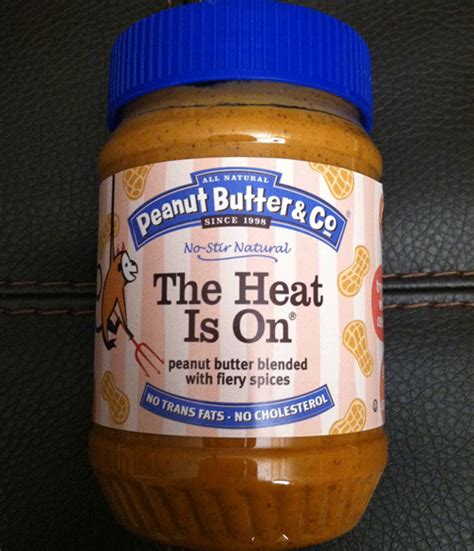 ALL NATURAL
Peanut Butter & Co®
SINCE 1998
No-Stir Natural
The Heat
Is On®
peanut butter blended
with fiery spices
NO TRANS FATS • NO CHOLESTEROL